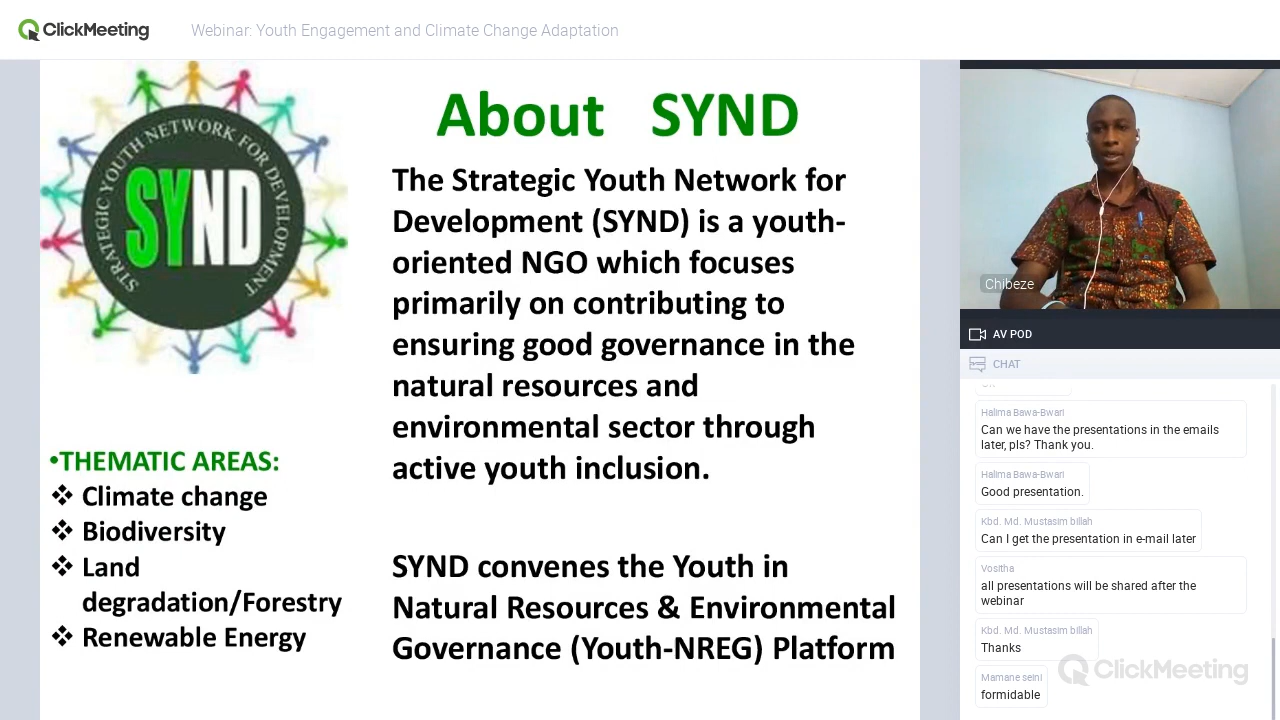 ClickMeeting
Webinar: Youth Engagement and Climate Change Adaptation
STRATEGIC YOUTH NETWORK FOR DEVELOPMENT
SYND
About SYND
The Strategic Youth Network for
Development (SYND) is a youth-
oriented NGO which focuses
primarily on contributing to
ensuring good governance in the
natural resources and
environmental sector through
active youth inclusion.
SYND convenes the Youth in
Natural Resources & Environmental
Governance (Youth-NREG) Platform
•THEMATIC AREAS:
❖ Climate change
❖ Biodiversity
❖ Land
degradation/Forestry
❖ Renewable Energy
Chibeze
AV POD
CHAT
Halima Bawa-Bwari
Can we have the presentations in the emails
later, pls? Thank you.
Halima Bawa-Bwari
Good presentation.
Kbd. Md. Mustasim billah
Can I get the presentation in e-mail later
Vositha
all presentations will be shared after the
webinar
Kbd. Md. Mustasim billah
Thanks
Mamane seini
formidable
ClickMeeting